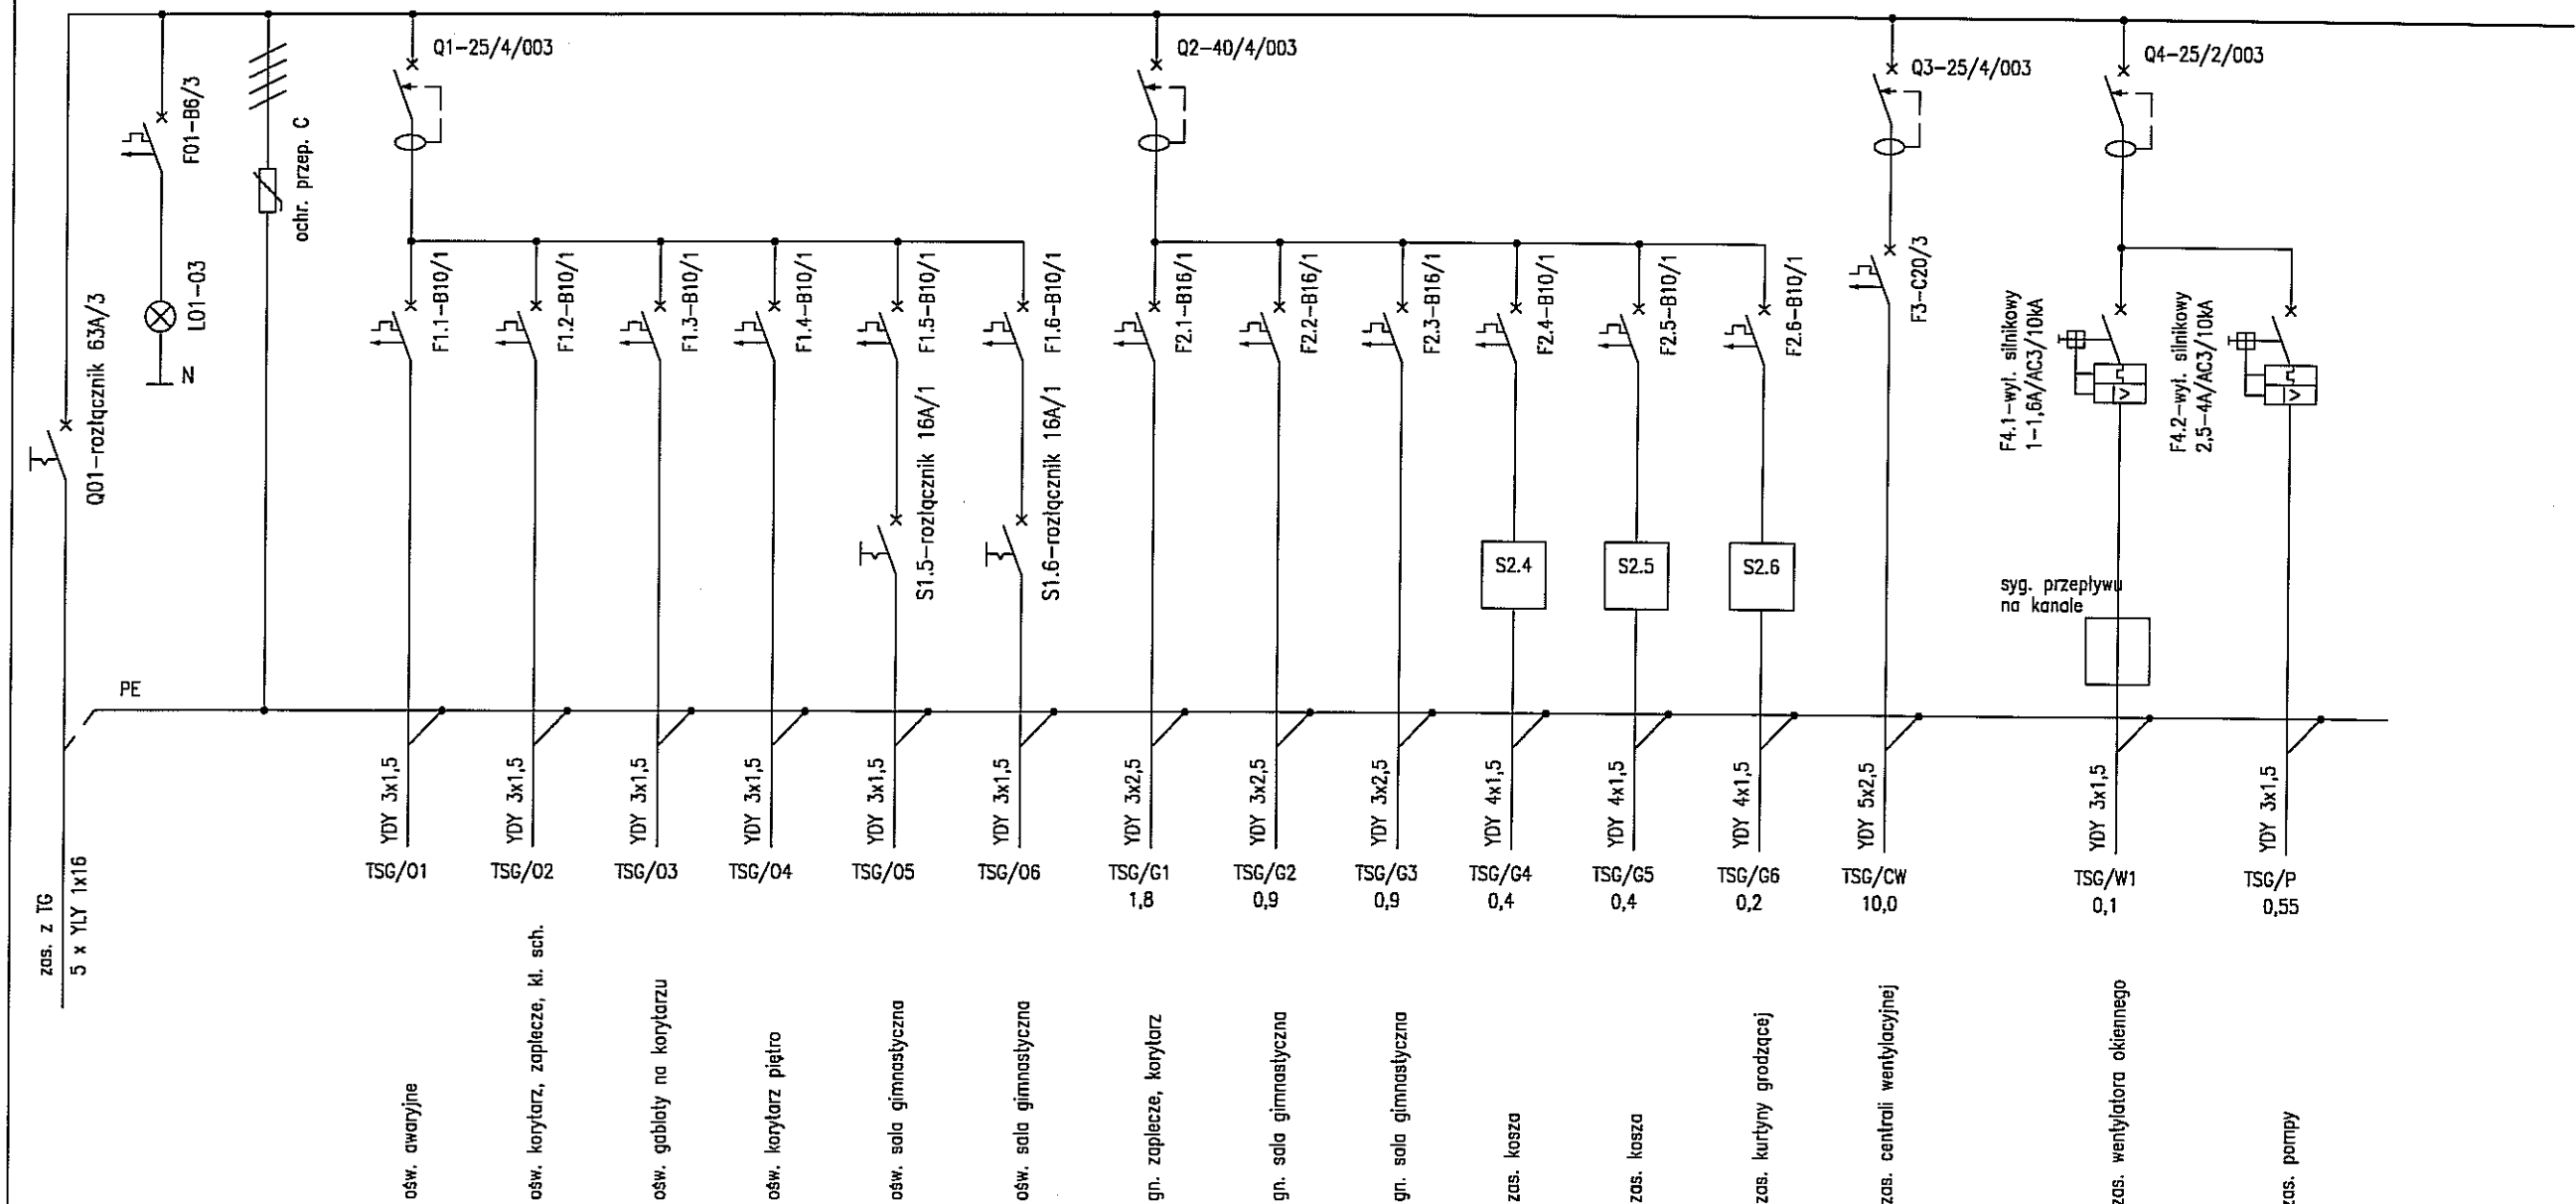 Q1-25/4/003
Q2-40/4/003
Q3-25/4/003
Q4-25/2/003
F01-B6/3
ochr. przep. C
L01-03
N
Q01-rozłącznik 63A/3
F1.1-B10/1
F1.2-B10/1
F1.3-B10/1
F1.4-B10/1
F1.5-B10/1
F1.6-B10/1
F2.1-B16/1
F2.2-B16/1
F2.3-B16/1
F2.4-B10/1
F2.5-B10/1
F2.6-B10/1
F3-C20/3
F4.1-wył. silnikowy
1-1,6A/AC3/10kA
F4.2-wył. silnikowy
2,5-4A/AC3/10kA
S1.5-rozłącznik 16A/1
S1.6-rozłącznik 16A/1
S2.4
S2.5
S2.6
syg. przepływu
na kanale
PE
zas. z TG
5 x YLY 1x16
YDY 3x1,5
YDY 3x1,5
YDY 3x1,5
YDY 3x1,5
YDY 3x1,5
YDY 3x1,5
YDY 3x2,5
YDY 3x2,5
YDY 3x2,5
YDY 4x1,5
YDY 4x1,5
YDY 4x1,5
YDY 5x2,5
YDY 3x1,5
YDY 3x1,5
TSG/O1
TSG/O2
TSG/O3
TSG/O4
TSG/O5
TSG/O6
TSG/G1
1,8
TSG/G2
0,9
TSG/G3
0,9
TSG/G4
0,4
TSG/G5
0,4
TSG/G6
0,2
TSG/CW
10,0
TSG/W1
0,1
TSG/P
0,55
ośw. awaryjne
ośw. korytarz, zaplecze, kl. sch.
ośw. gabloty na korytarzu
ośw. korytarz piętro
ośw. sala gimnastyczna
ośw. sala gimnastyczna
gn. zaplecze, korytarz
gn. sala gimnastyczna
gn. sala gimnastyczna
zas. kosza
zas. kosza
zas. kurtyny grodzącej
zas. centrali wentylacyjnej
zas. wentylatora okiennego
zas. pompy